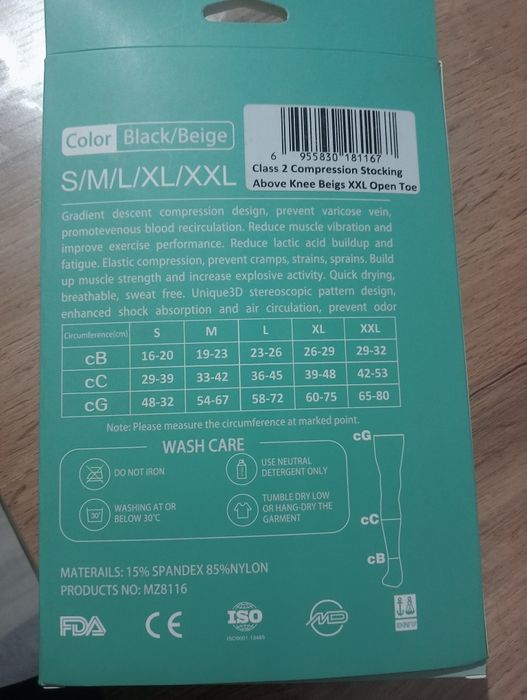 Color Black/Beige
S/M/L/XL/XXL
6 955830 181167
Class 2 Compression Stocking
Above Knee Beigs XXL Open Toe
Gradient descent compression design, prevent varicose vein,
promotevenous blood recirculation. Reduce muscle vibration and
improve exercise performance. Reduce lactic acid buildup and
fatigue. Elastic compression, prevent cramps, strains, sprains. Build
up muscle strength and increase explosive activity. Quick drying,
breathable, sweat free. Unique3D stereoscopic pattern design,
enhanced shock absorption and air circulation, prevent odor
Circumference(cm) S M L XL XXL
cB 16-20 19-23 23-26 26-29 29-32
cC 29-39 33-42 36-45 39-48 42-53
cG 48-32 54-67 58-72 60-75 65-80
Note: Please measure the circumference at marked point.
WASH CARE
DO NOT IRON
USE NEUTRAL
DETERGENT ONLY
30°
WASHING AT OR
BELOW 30℃
TUMBLE DRY LOW
OR HANG-DRY THE
GARMENT
cG
cC
cB
MATERAILS: 15% SPANDEX 85%NYLON
PRODUCTS NO: MZ8116
FDA
CE
ISO
ISO9001 13485
MD